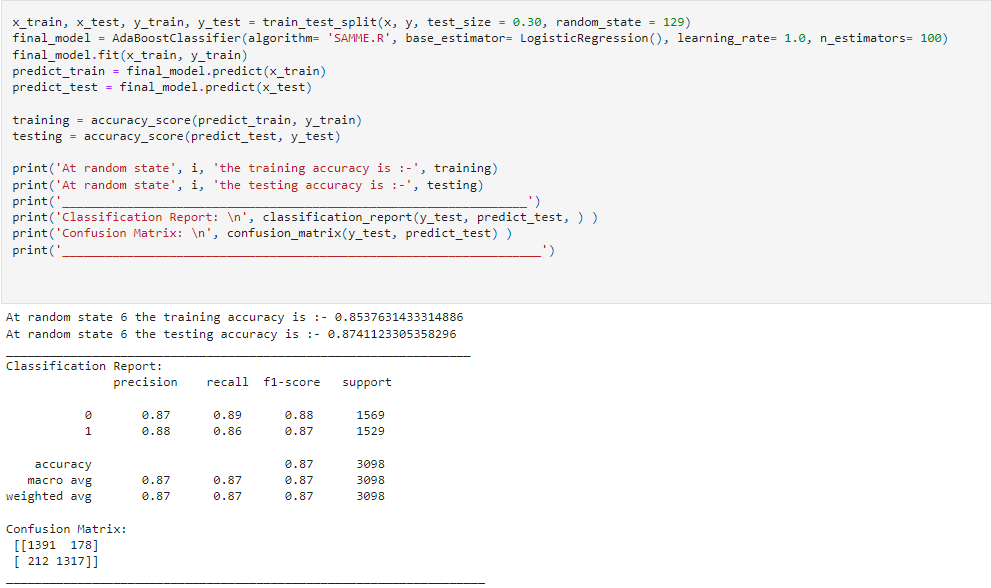 x_train, x_test, y_train, y_test = train_test_split(x, y, test_size = 0.30, random_state = 129)
final_model = AdaBoostClassifier(algorithm= 'SAMME.R', base_estimator= LogisticRegression(), learning_rate= 1.0, n_estimators= 100)
final_model.fit(x_train, y_train)
predict_train = final_model.predict(x_train)
predict_test = final_model.predict(x_test)
training = accuracy_score(predict_train, y_train)
testing = accuracy_score(predict_test, y_test)
print('At random state', i, 'the training accuracy is :-', training)
print('At random state', i, 'the testing accuracy is :-', testing)
print('_________________________________________________________________')
print('Classification Report: \n', classification_report(y_test, predict_test, ) )
print('Confusion Matrix: \n', confusion_matrix(y_test, predict_test) )
print('___________________________________________________________________')
At random state 6 the training accuracy is :- 0.8537631433314886
At random state 6 the testing accuracy is :- 0.8741123305358296
_________________________________________________________________
Classification Report:
               precision    recall  f1-score   support
           0       0.87      0.89      0.88      1569
           1       0.88      0.86      0.87      1529
    accuracy                           0.87      3098
   macro avg       0.87      0.87      0.87      3098
weighted avg       0.87      0.87      0.87      3098
Confusion Matrix:
 [[1391  178]
 [ 212 1317]]
___________________________________________________________________